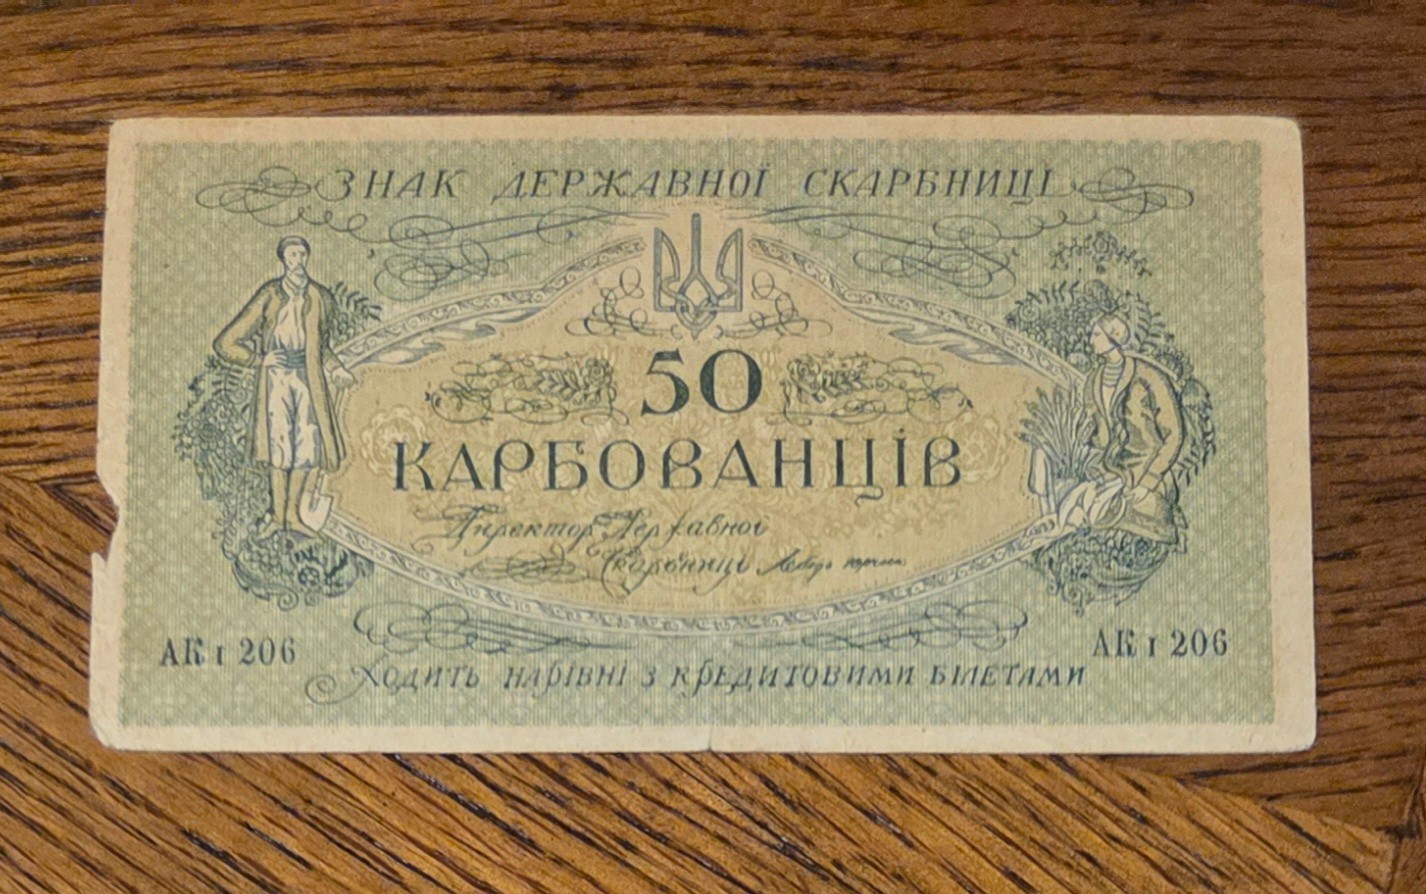 ЗНАК ДЕРЖАВНОЇ СКАРБНИЦІ
50
КАРБОВАНЦІВ
Директор Державної
Скарбниці
АК І 206
АК І 206
ХОДИТЬ НАРІВНІ З КРЕДИТОВИМИ БІЛЕТАМИ